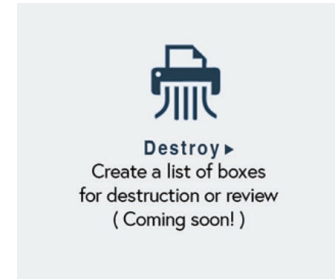 Destroy ▸
Create a list of boxes
for destruction or review
( Coming soon! )